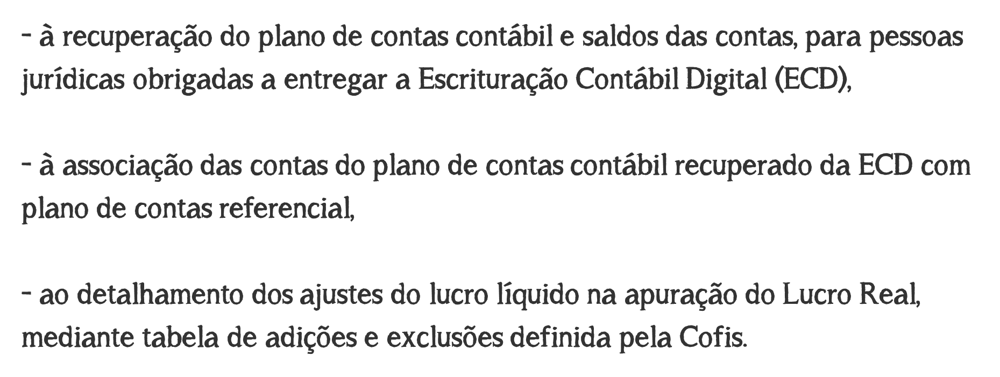 - à recuperação do plano de contas contábil e saldos das contas, para pessoas
jurídicas obrigadas a entregar a Escrituração Contábil Digital (ECD),
- à associação das contas do plano de contas contábil recuperado da ECD com
plano de contas referencial,
- ao detalhamento dos ajustes do lucro líquido na apuração do Lucro Real,
mediante tabela de adições e exclusões definida pela Cofis.